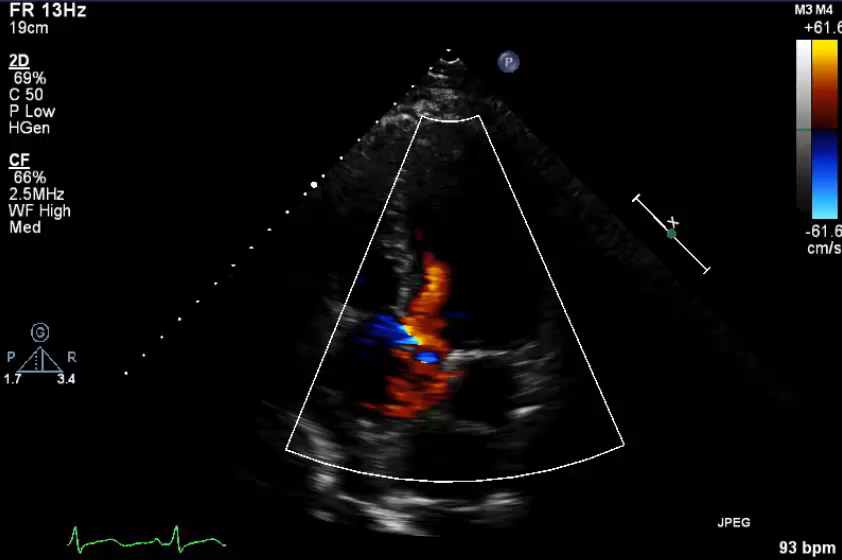 FR 13Hz
19cm
2D
69%
C 50
P Low
HGen
CF
66%
2.5MHz
WF High
Med
P
M3 M4
+61.6
-61.6
cm/s
X
G
P R
1.7 3.4
JPEG
93 bpm